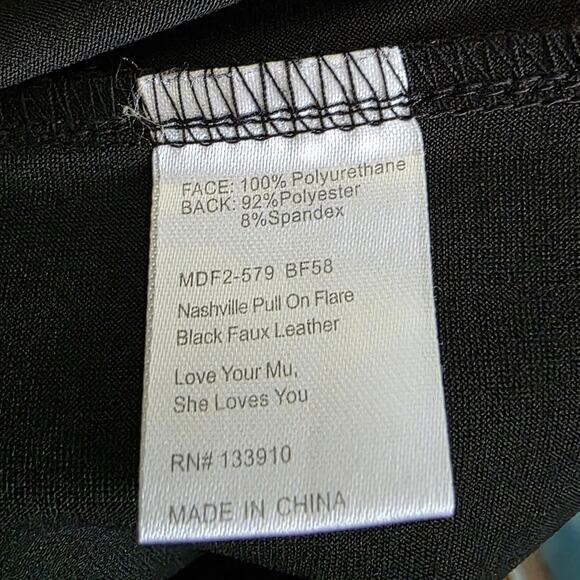 FACE: 100% Polyurethane
BACK: 92%Polyester
8%Spandex
MDF2-579 BF58
Nashville Pull On Flare
Black Faux Leather
Love Your Mu,
She Loves You
RN# 133910
MADE IN CHINA